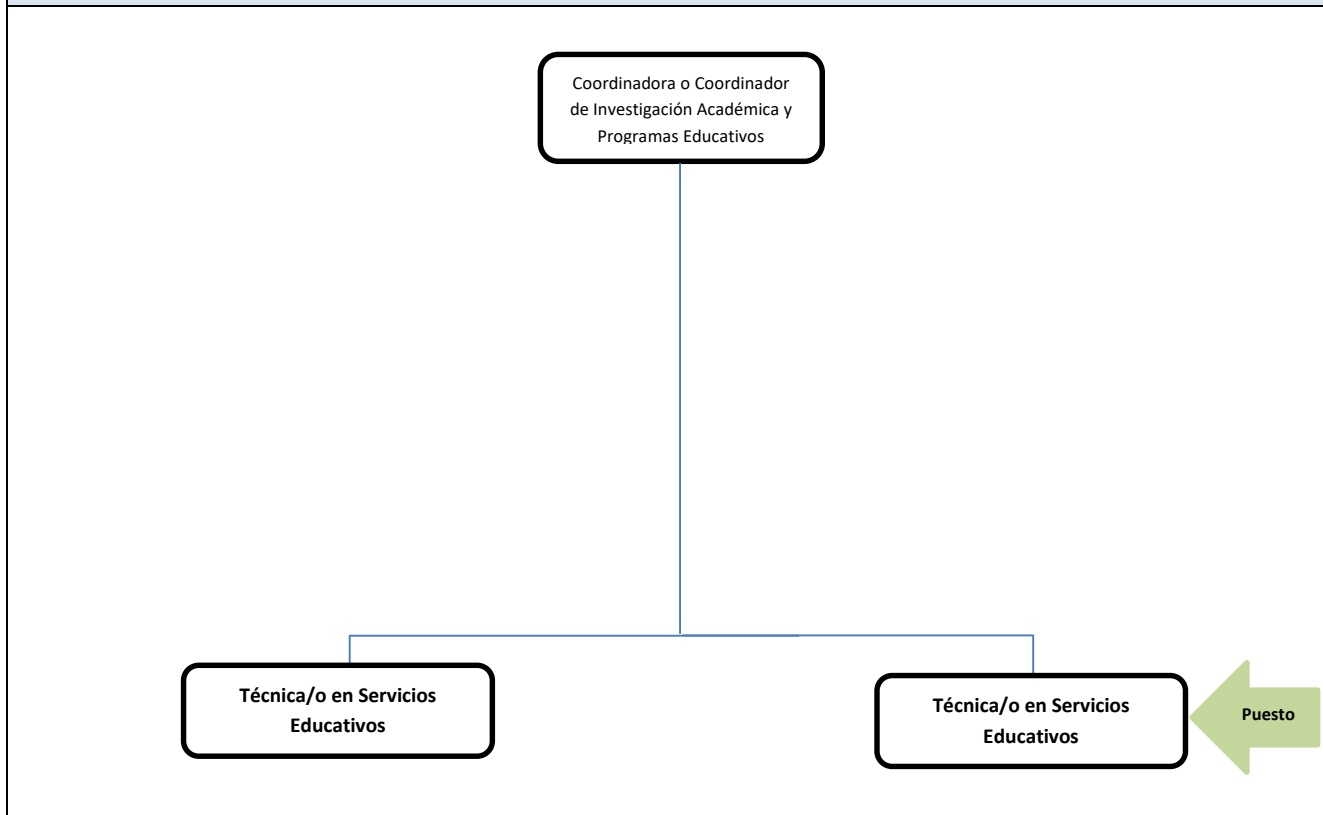 Coordinadora o Coordinador
de Investigación Académica y
Programas Educativos
Técnica/o en Servicios
Educativos
Técnica/o en Servicios
Educativos
Puesto